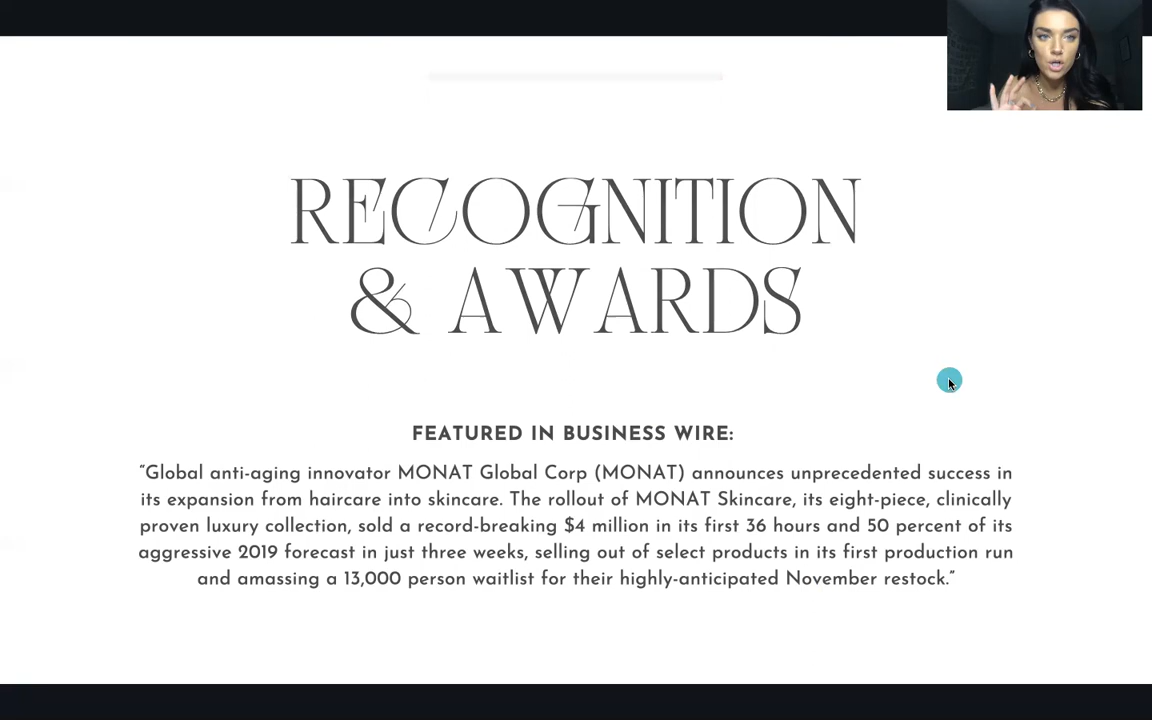 RECOGNITION
& AWARDS
FEATURED IN BUSINESS WIRE:
“Global anti-aging innovator MONAT Global Corp (MONAT) announces unprecedented success in
its expansion from haircare into skincare. The rollout of MONAT Skincare, its eight-piece, clinically
proven luxury collection, sold a record-breaking $4 million in its first 36 hours and 50 percent of its
aggressive 2019 forecast in just three weeks, selling out of select products in its first production run
and amassing a 13,000 person waitlist for their highly-anticipated November restock.”